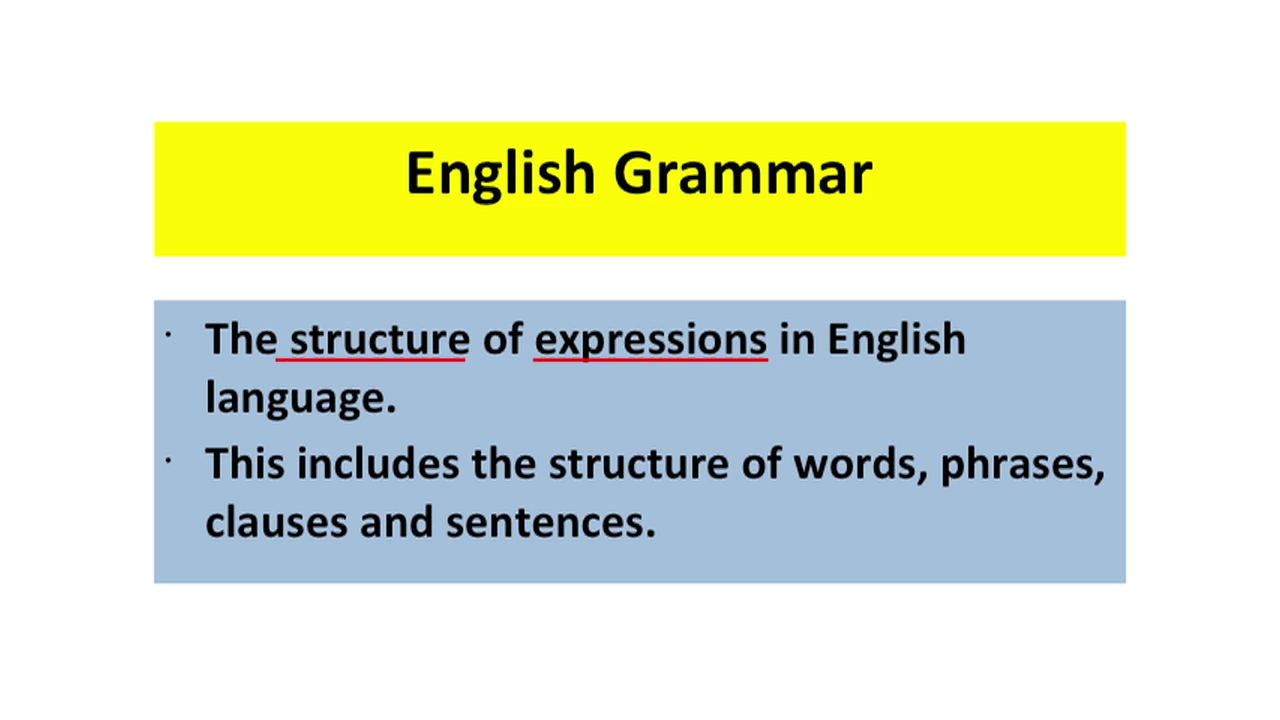 English Grammar
· The structure of expressions in English
language.
· This includes the structure of words, phrases,
clauses and sentences.